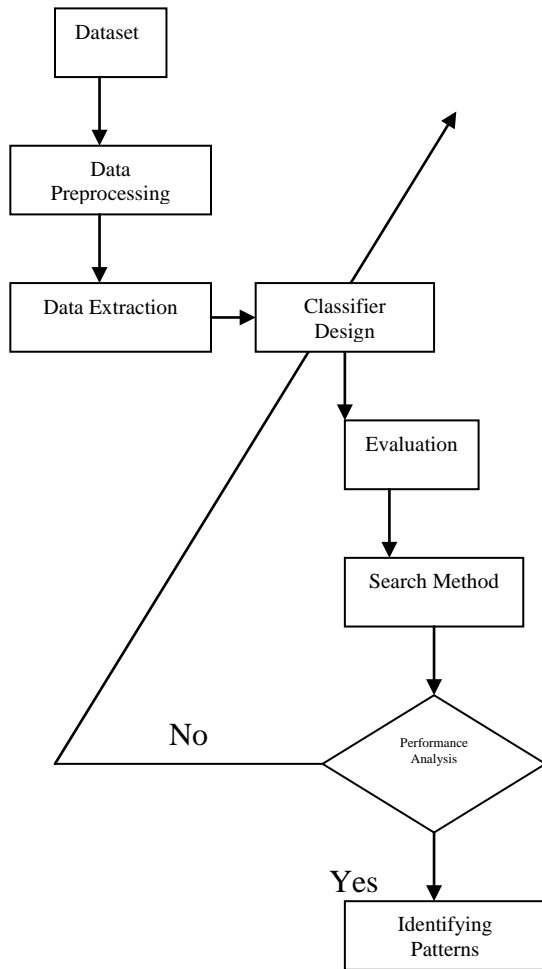 Dataset
Data
Preprocessing
Data Extraction
Classifier
Design
Evaluation
Search Method
No
Performance
Analysis
Yes
Identifying
Patterns